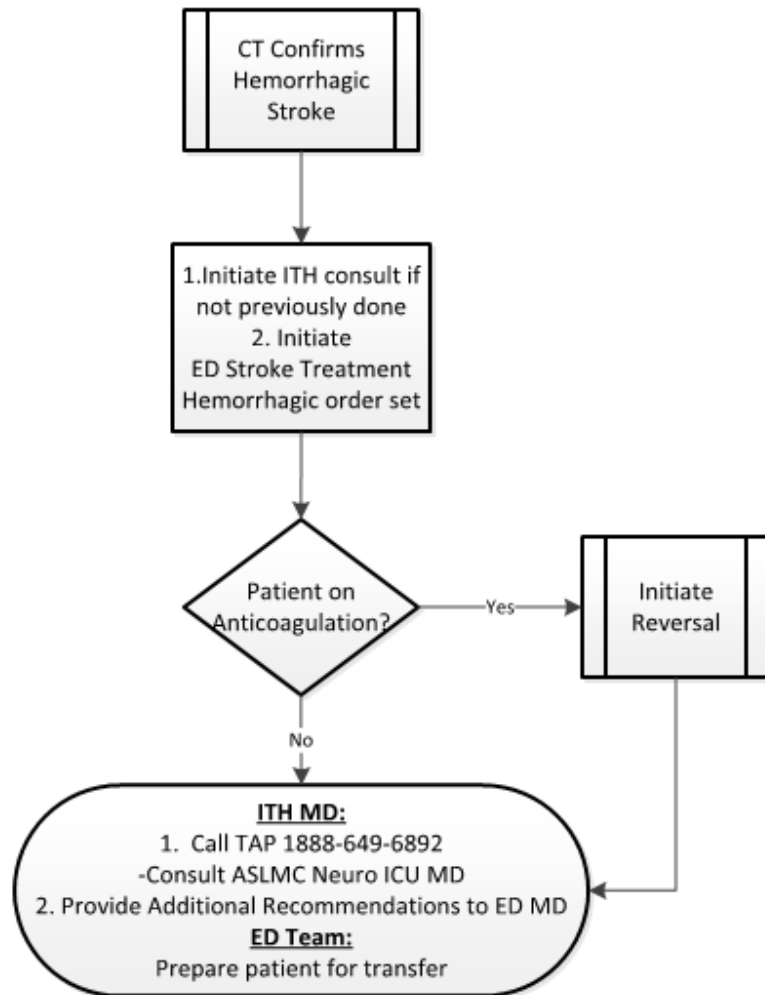 CT Confirms
Hemorrhagic
Stroke
1.Initiate ITH consult if
not previously done
2. Initiate
ED Stroke Treatment
Hemorrhagic order set
Patient on
Anticoagulation?
Yes
Initiate
Reversal
No
ITH MD:
1. Call TAP 1888-649-6892
-Consult ASLMC Neuro ICU MD
2. Provide Additional Recommendations to ED MD
ED Team:
Prepare patient for transfer